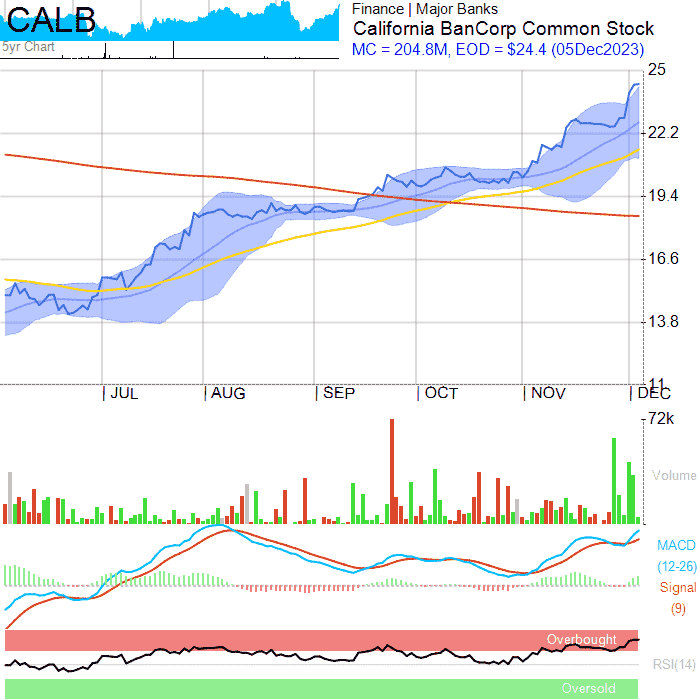 CALB
5yr Chart
Finance | Major Banks
California BanCorp Common Stock
MC = 204.8M, EOD = $24.4 (05Dec2023)
25
22.2
19.4
16.6
13.8
11
| JUL | AUG | SEP | OCT | NOV | DEC
72k
Volume
MACD
(12-26)
Signal
(9)
Overbought
RSI(14)
Oversold